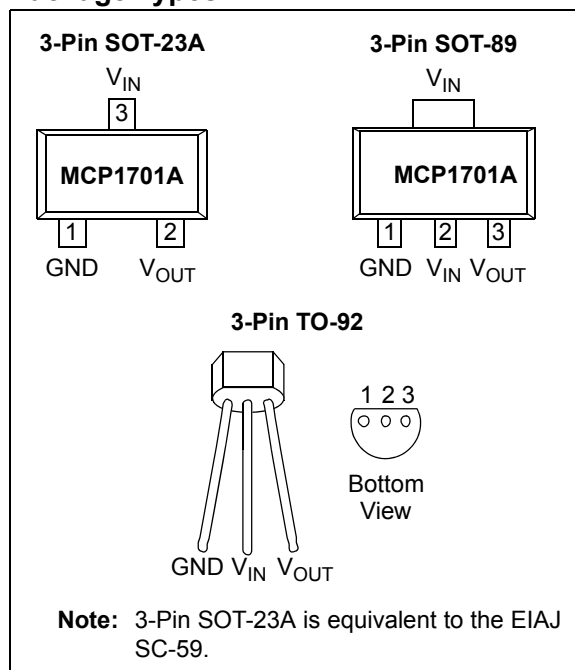 3-Pin SOT-23A
VIN
3
MCP1701A
1 2
GND VOUT
3-Pin SOT-89
VIN
MCP1701A
1 2 3
GND VIN VOUT
3-Pin TO-92
1 2 3
Bottom
View
GND VIN VOUT
Note: 3-Pin SOT-23A is equivalent to the EIAJ
SC-59.